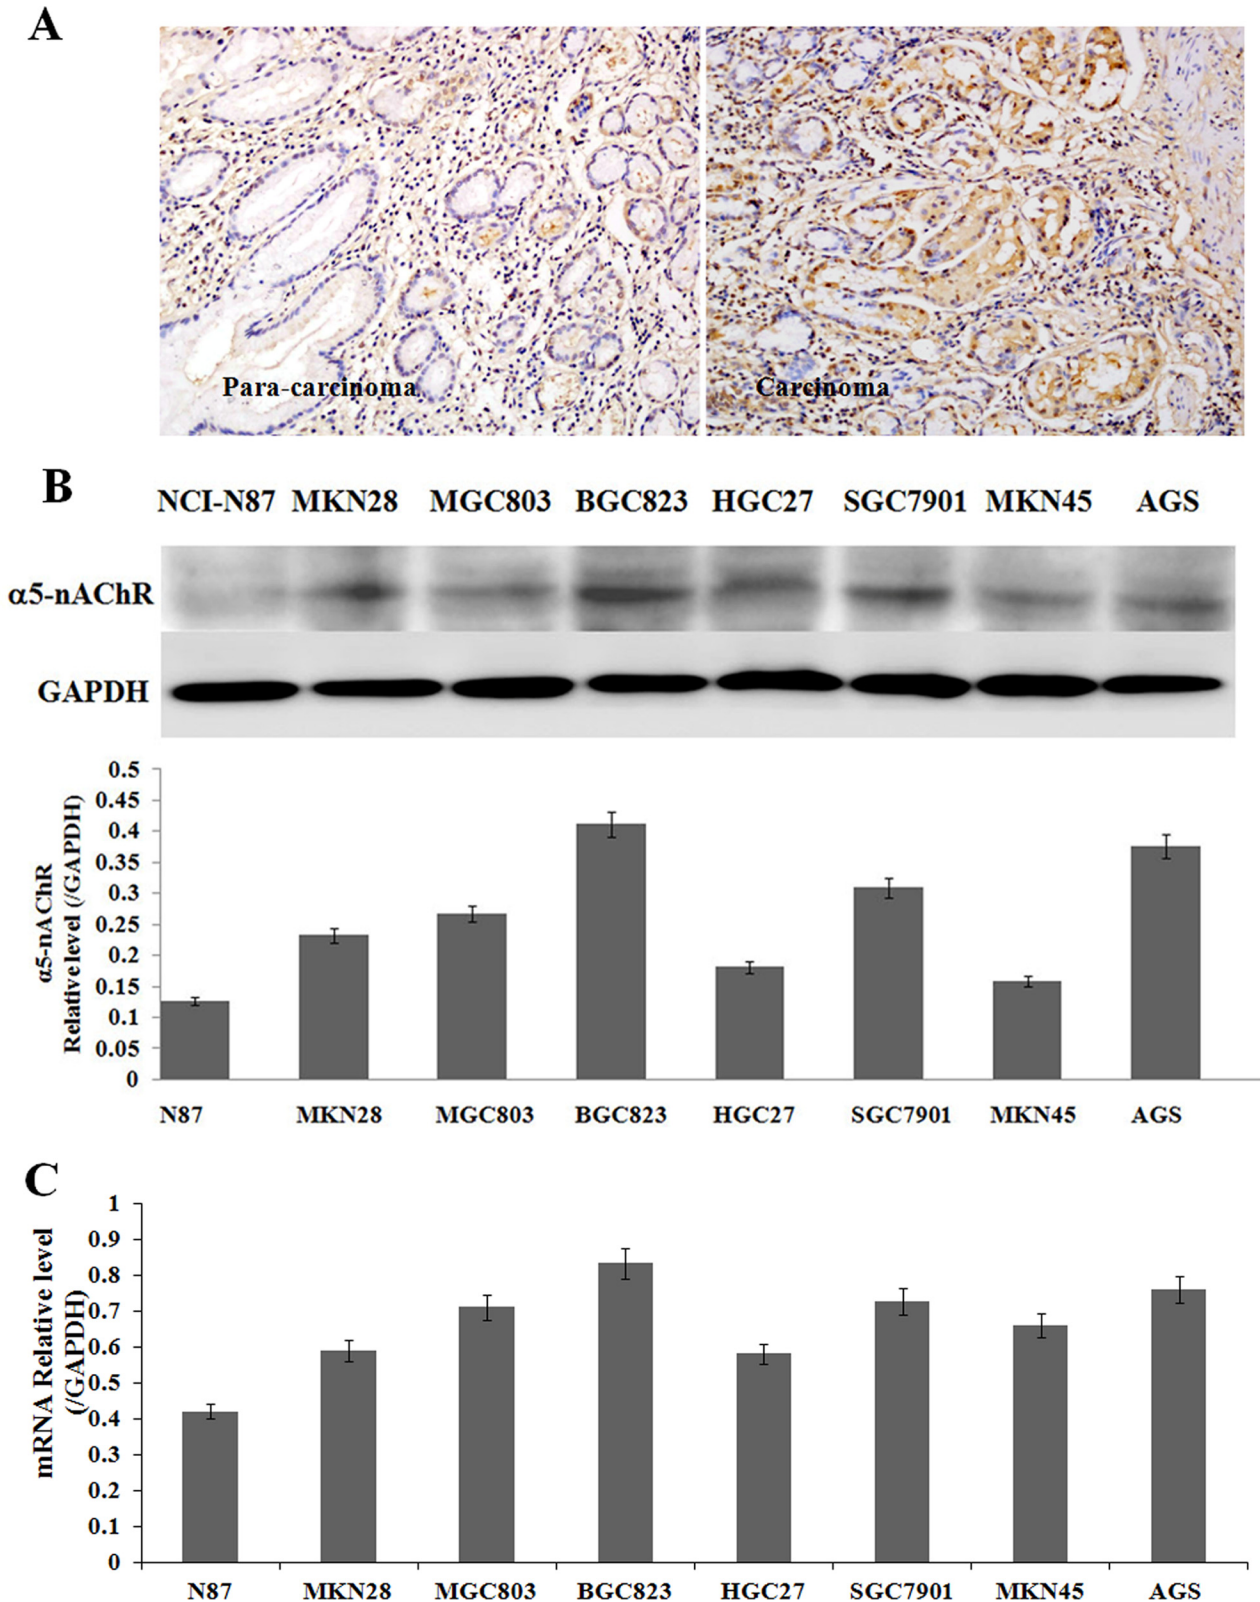 A
Para-carcinoma
Carcinoma
B
NCI-N87 MKN28 MGC803 BGC823 HGC27 SGC7901 MKN45 AGS
α5-nAChR
GAPDH
α5-nAChR
Relative level (/GAPDH)
0.5
0.45
0.4
0.35
0.3
0.25
0.2
0.15
0.1
0.05
0
N87 MKN28 MGC803 BGC823 HGC27 SGC7901 MKN45 AGS
C
mRNA Relative level
(/GAPDH)
1
0.9
0.8
0.7
0.6
0.5
0.4
0.3
0.2
0.1
0
N87 MKN28 MGC803 BGC823 HGC27 SGC7901 MKN45 AGS